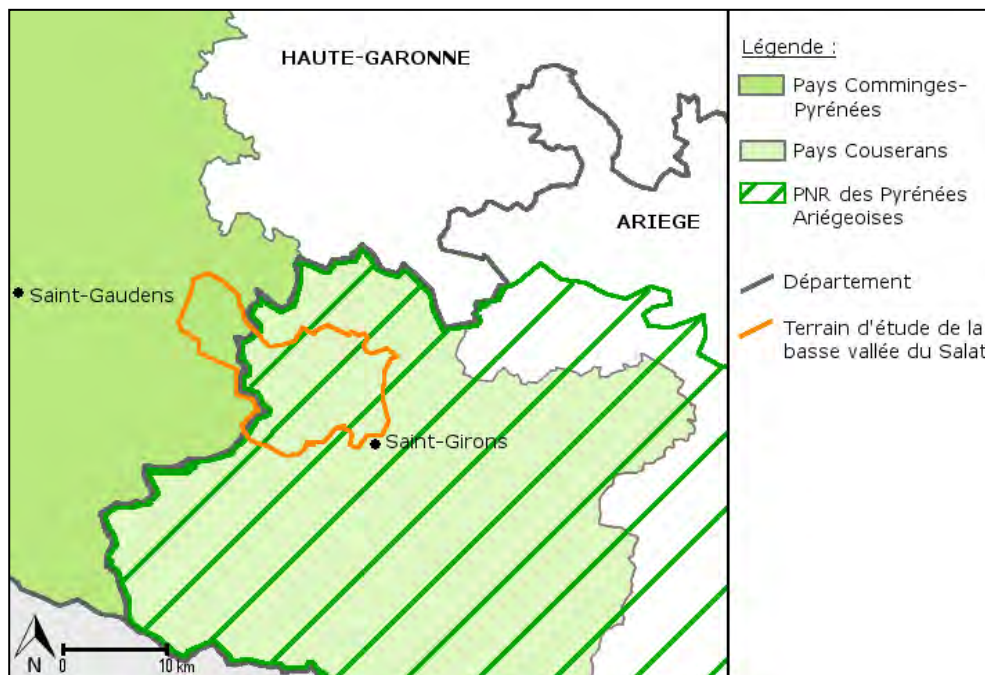 HAUTE-GARONNE
ARIEGE
Saint-Gaudens
Saint-Girons
N
0
10 km
Légende :
Pays Comminges-
Pyrénées
Pays Couserans
PNR des Pyrénées
Ariégeoises
Département
Terrain d'étude de la
basse vallée du Salat